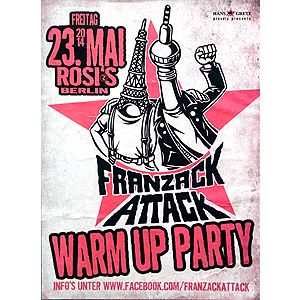 HANS GRETE
proudly presents
FREITAG
23. 2014 MAI
ROSI'S
BERLIN
FRANZACK
ATTACK
WARM UP PARTY
INFO'S UNTER WWW.FACEBOOK.COM/FRANZACKATTACK